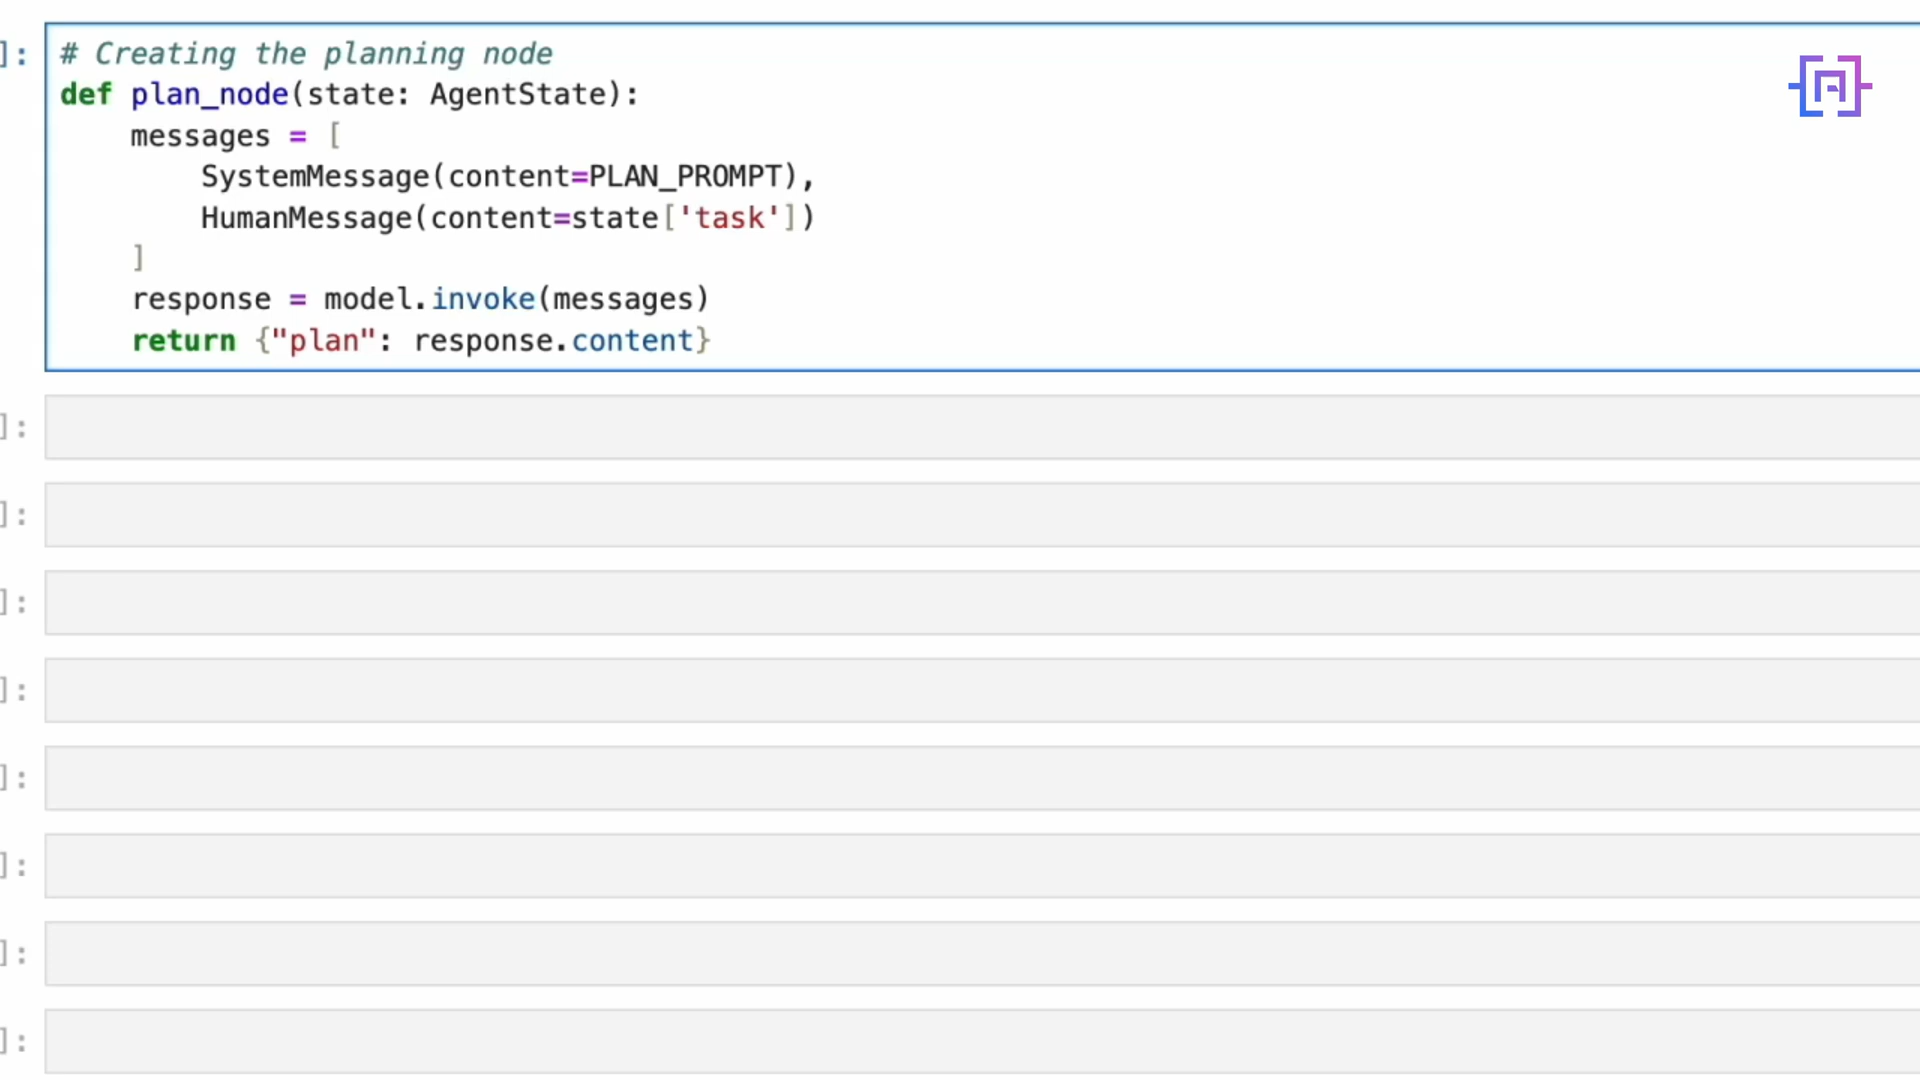 ]: # Creating the planning node
def plan_node(state: AgentState):
    messages = [
        SystemMessage(content=PLAN_PROMPT),
        HumanMessage(content=state['task'])
    ]
    response = model.invoke(messages)
    return {"plan": response.content}
]:
]:
]:
]:
]:
]:
]:
]: